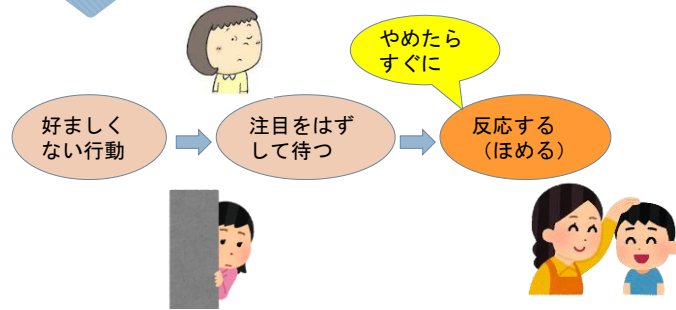 やめたら
すぐに
好ましく
ない行動
注目をはず
して待つ
反応する
（ほめる）